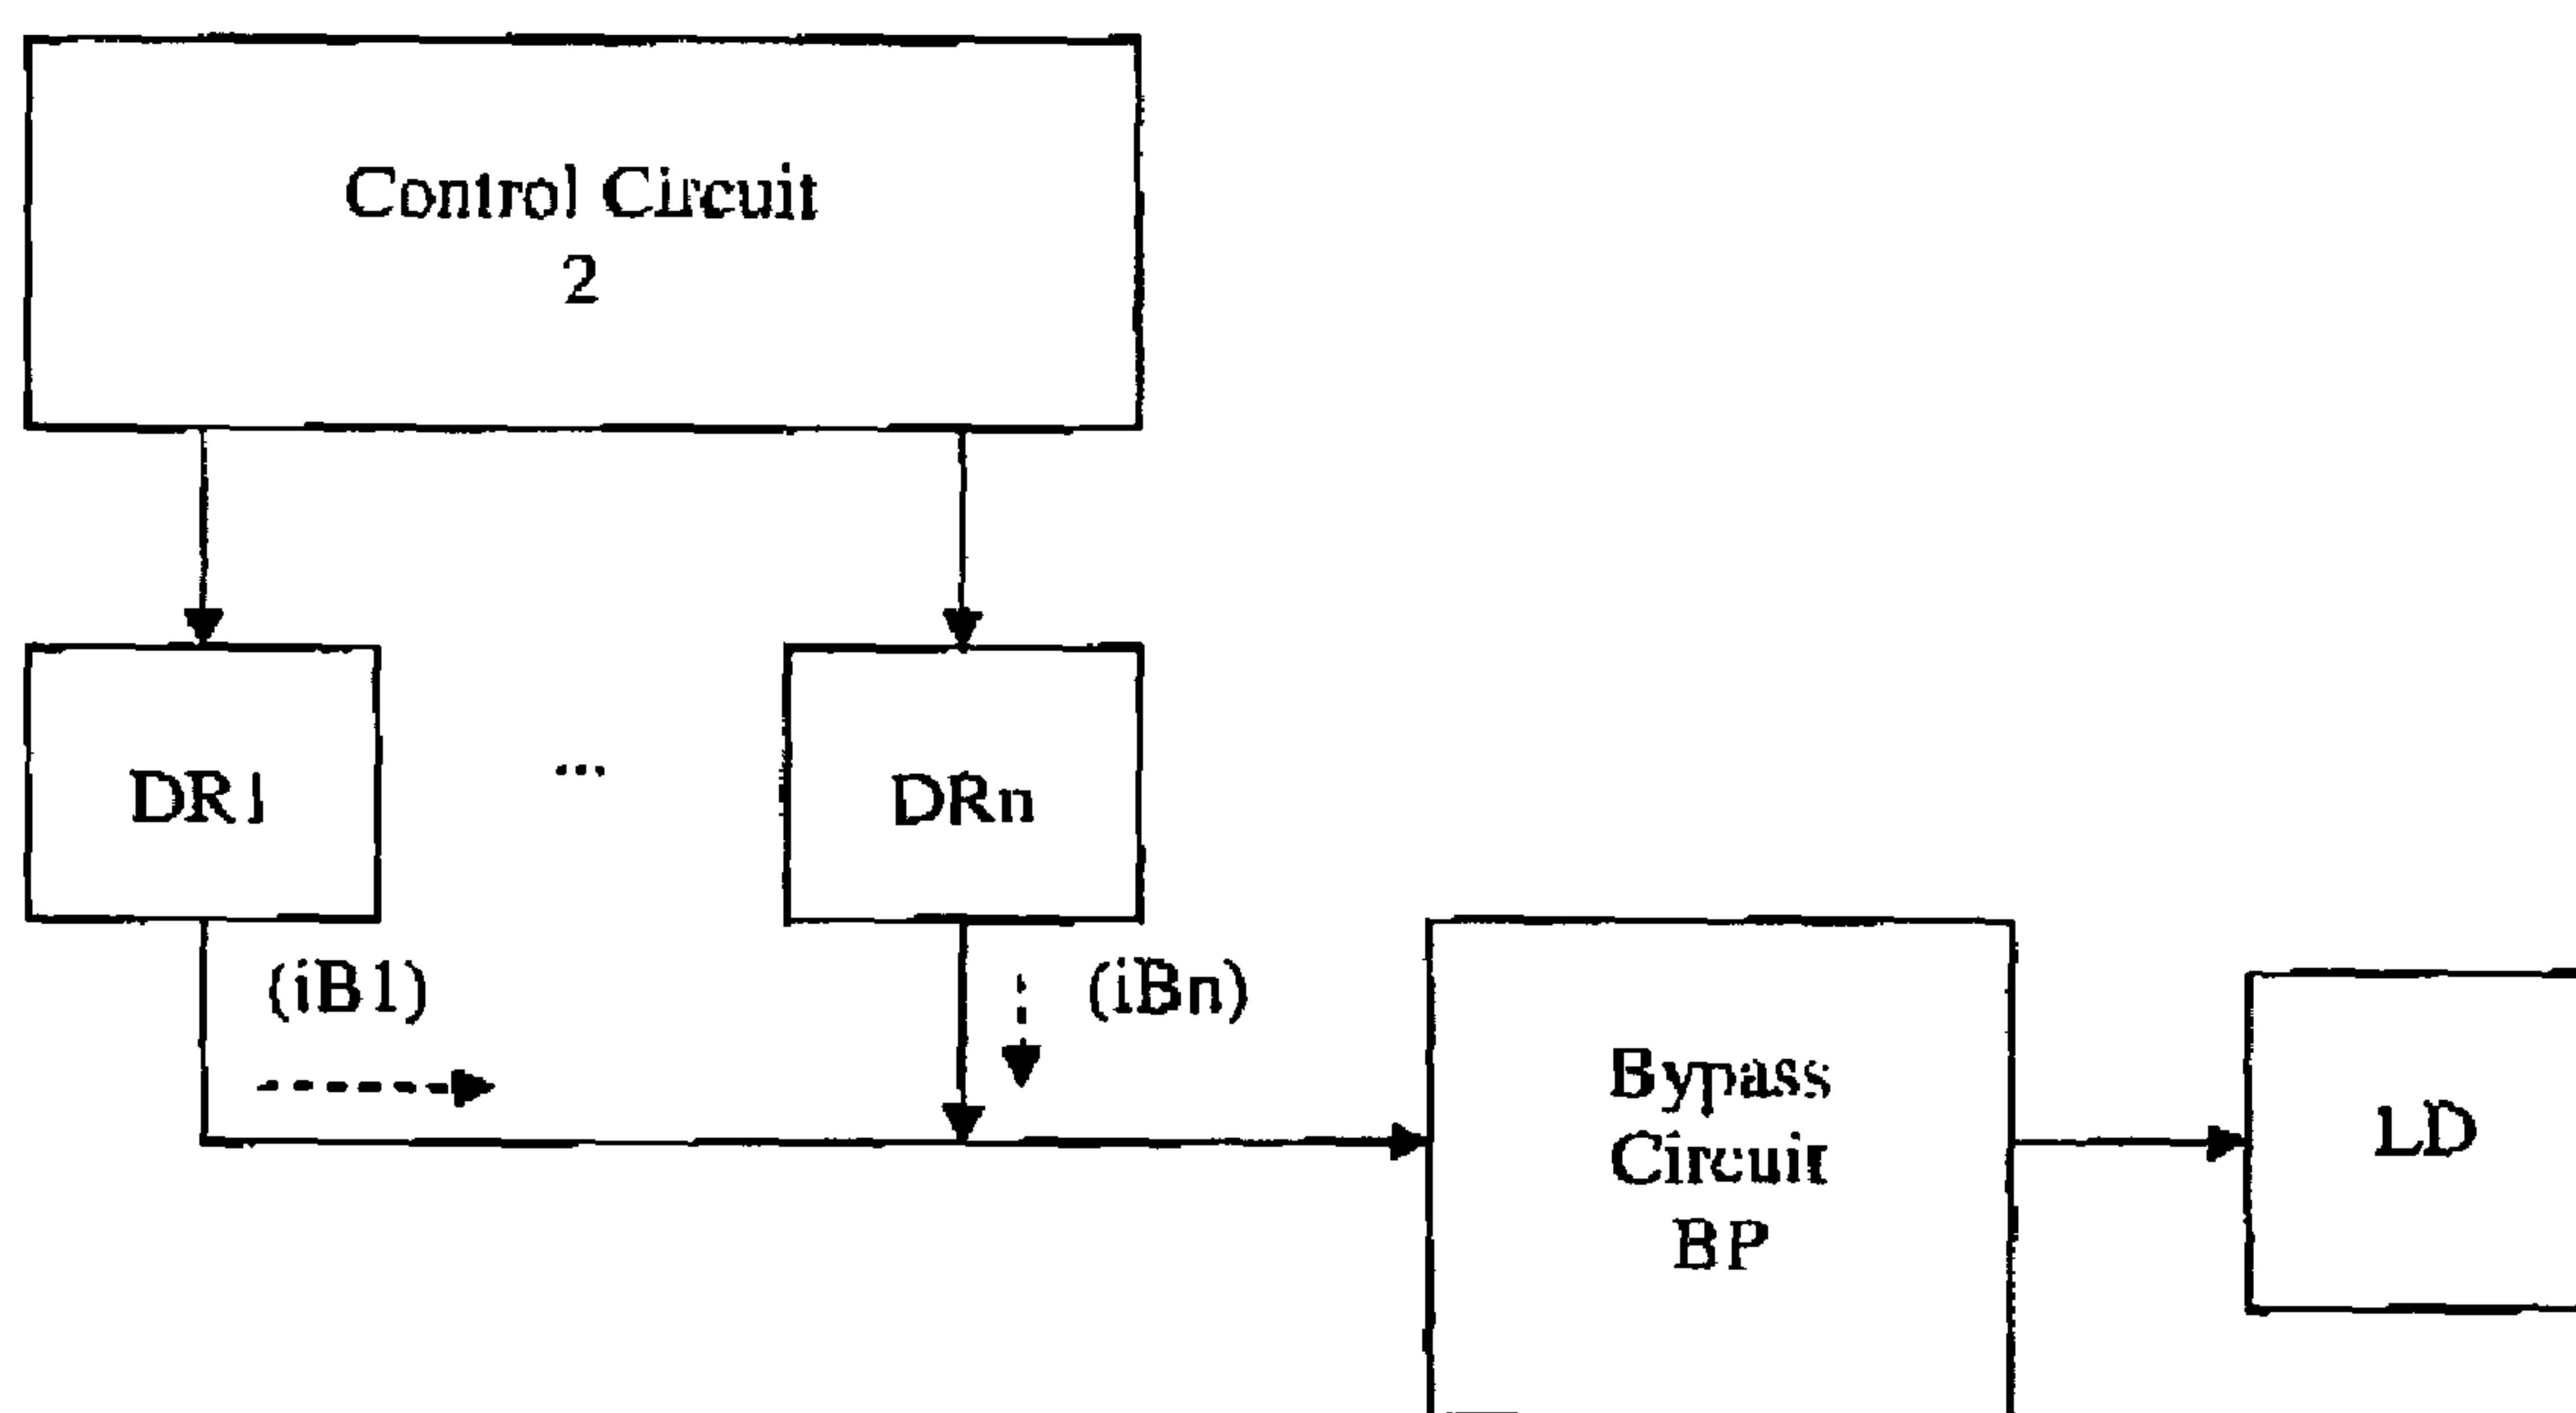 Control Circuit
2
DR1
...
DRn
(iB1)
(iBn)
Bypass
Circuit
BP
LD